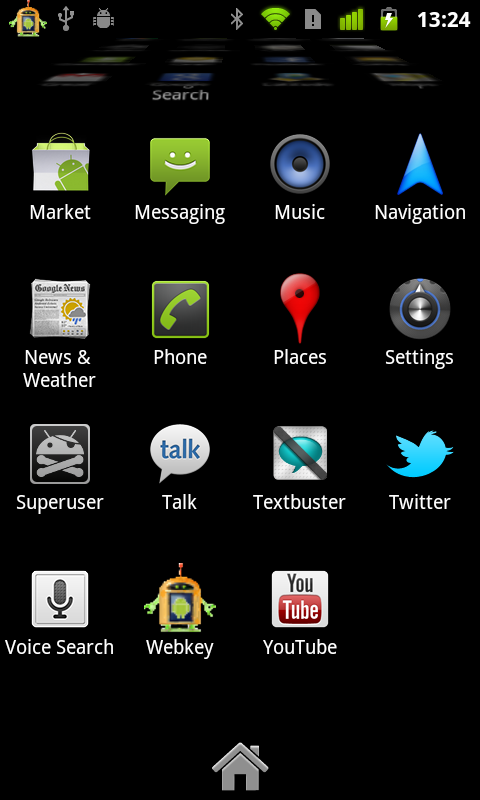 13:24
Search
Market
Messaging
Music
Navigation
Google News
News &
Weather
Phone
Places
Settings
talk
Superuser
Talk
Textbuster
Twitter
You
Tube
Voice Search
Webkey
YouTube